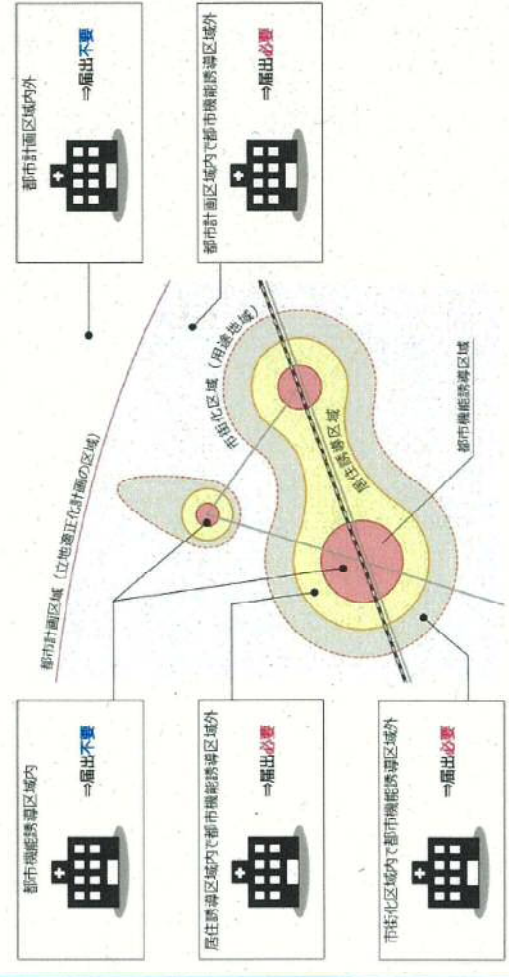 都市機能誘導区域内
⇒届出不要
居住誘導区域内で都市機能誘導区域外
⇒届出必要
市街化区域内で都市機能誘導区域外
⇒届出必要
都市計画区域（立地適正化計画の区域）
市街化区域（用途地域）
居住誘導区域
都市機能誘導区域
都市計画区域内外
⇒届出不要
都市計画区域内で都市機能誘導区域外
⇒届出必要